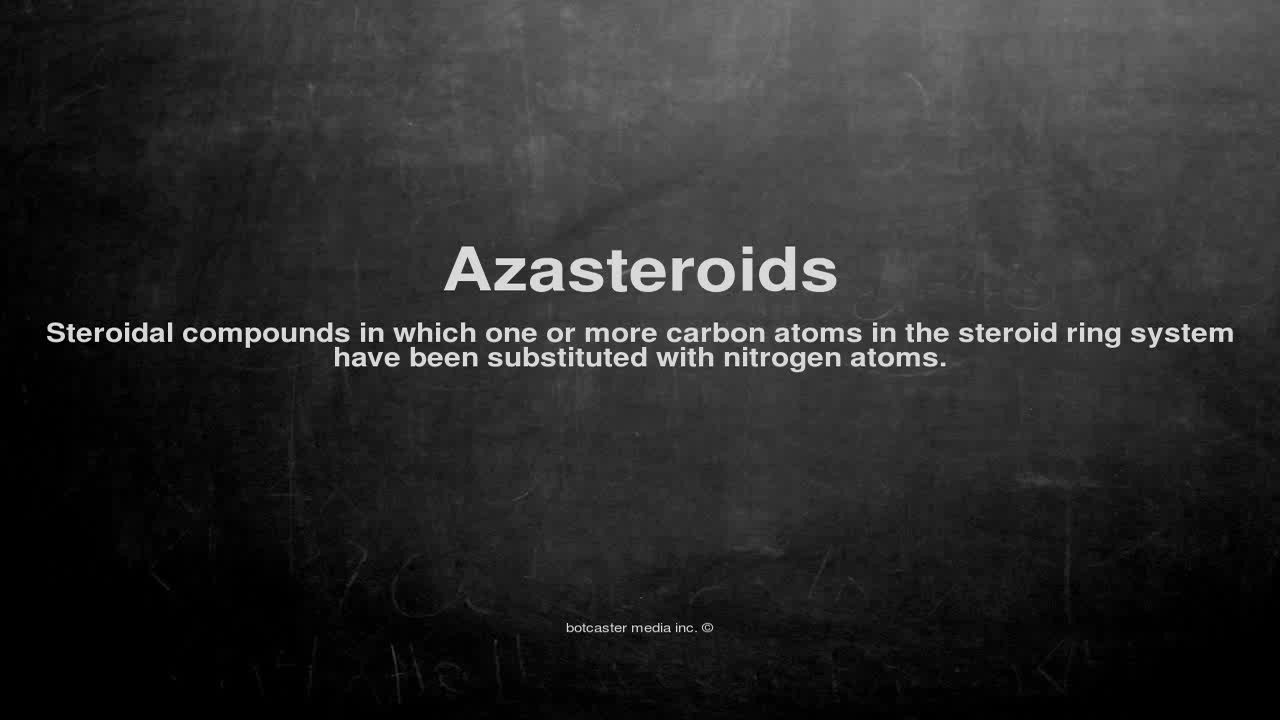 Azasteroids
Steroidal compounds in which one or more carbon atoms in the steroid ring system
have been substituted with nitrogen atoms.
botcaster media inc. ©